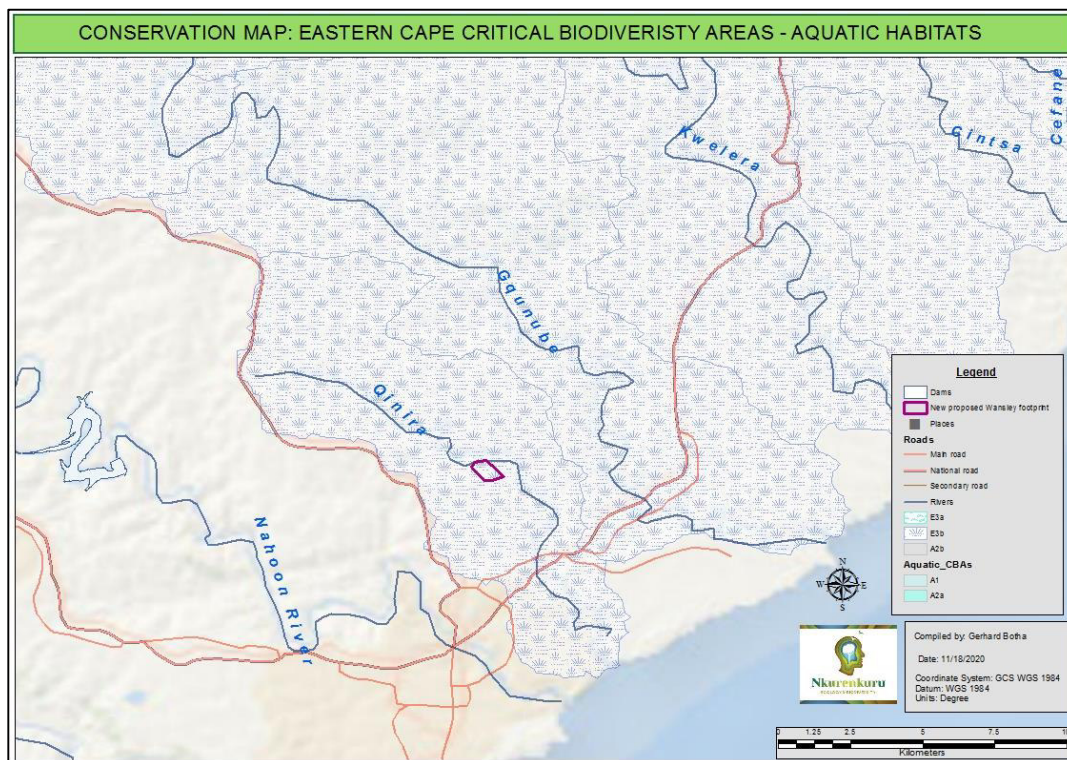 CONSERVATION MAP: EASTERN CAPE CRITICAL BIODIVERISTY AREAS - AQUATIC HABITATS
Kwelera
Cintsa
Cefane
Gqunube
Qinira
Nahoon River
Legend
Dams
New proposed Wansley footprint
Places
Roads
Main road
National road
Secondary road
Rivers
E3a
E3b
A2b
Aquatic_CBAs
A1
A2a
N
W E
S
Nkurenkuru
Compiled by: Gerhard Botha
Date: 11/18/2020
Coordinate System: GCS WGS 1984
Datum: WGS 1984
Units: Degree
0 1.25 2.5 5 7.5
Kilometers